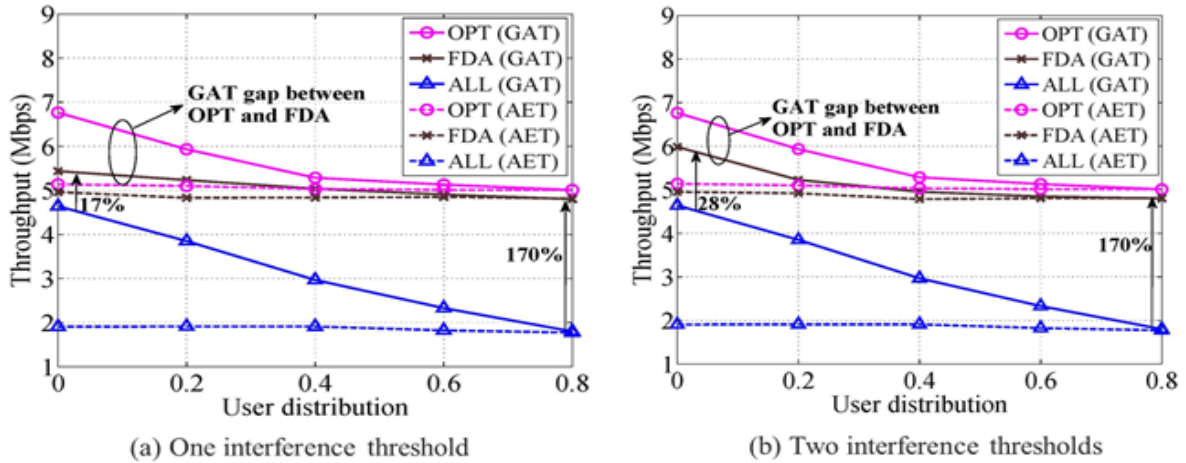 9
8
7
6
5
4
3
2
1
Throughput (Mbps)
OPT (GAT)
FDA (GAT)
ALL (GAT)
OPT (AET)
FDA (AET)
ALL (AET)
GAT gap between
OPT and FDA
17%
170%
0 0.2 0.4 0.6 0.8
User distribution
(a) One interference threshold
9
8
7
6
5
4
3
2
1
Throughput (Mbps)
OPT (GAT)
FDA (GAT)
ALL (GAT)
OPT (AET)
FDA (AET)
ALL (AET)
GAT gap between
OPT and FDA
28%
170%
0 0.2 0.4 0.6 0.8
User distribution
(b) Two interference thresholds